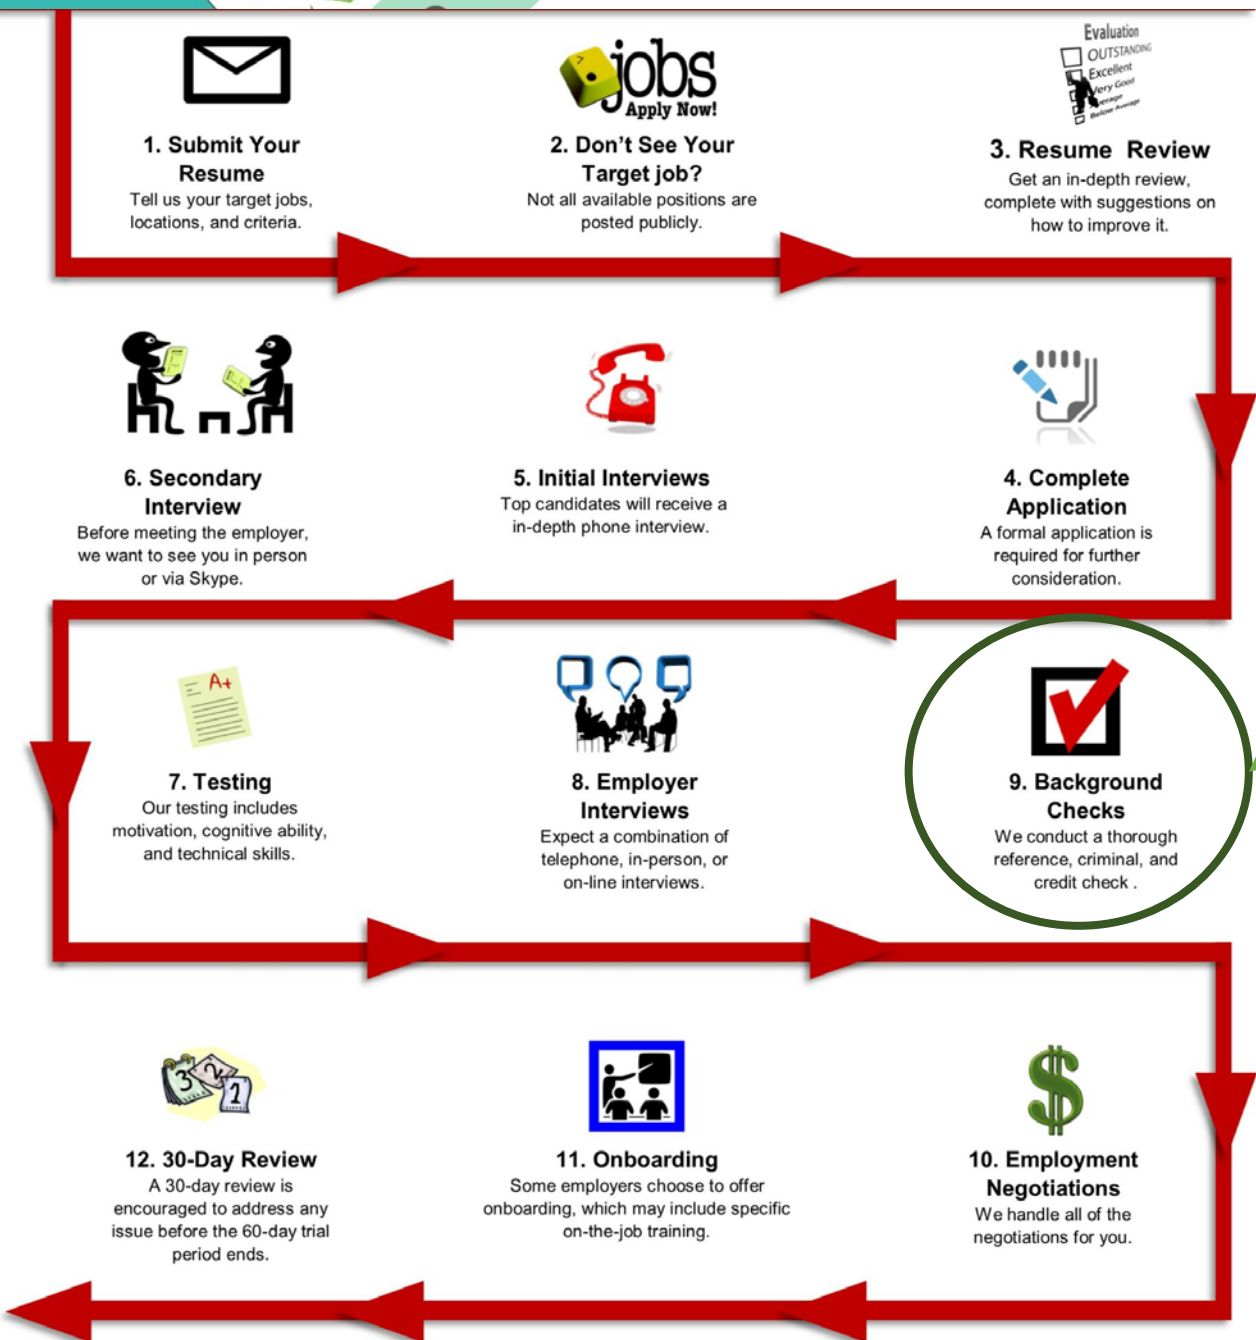 jobs
Apply Now!
Evaluation
OUTSTANDING
Excellent
Very Good
Average
Below Average
1. Submit Your
Resume
Tell us your target jobs,
locations, and criteria.
2. Don't See Your
Target job?
Not all available positions are
posted publicly.
3. Resume Review
Get an in-depth review,
complete with suggestions on
how to improve it.
6. Secondary
Interview
Before meeting the employer,
we want to see you in person
or via Skype.
5. Initial Interviews
Top candidates will receive a
in-depth phone interview.
4. Complete
Application
A formal application is
required for further
consideration.
A+
7. Testing
Our testing includes
motivation, cognitive ability,
and technical skills.
8. Employer
Interviews
Expect a combination of
telephone, in-person, or
on-line interviews.
9. Background
Checks
We conduct a thorough
reference, criminal, and
credit check .
3 2 1
12. 30-Day Review
A 30-day review is
encouraged to address any
issue before the 60-day trial
period ends.
11. Onboarding
Some employers choose to offer
onboarding, which may include specific
on-the-job training.
$
10. Employment
Negotiations
We handle all of the
negotiations for you.